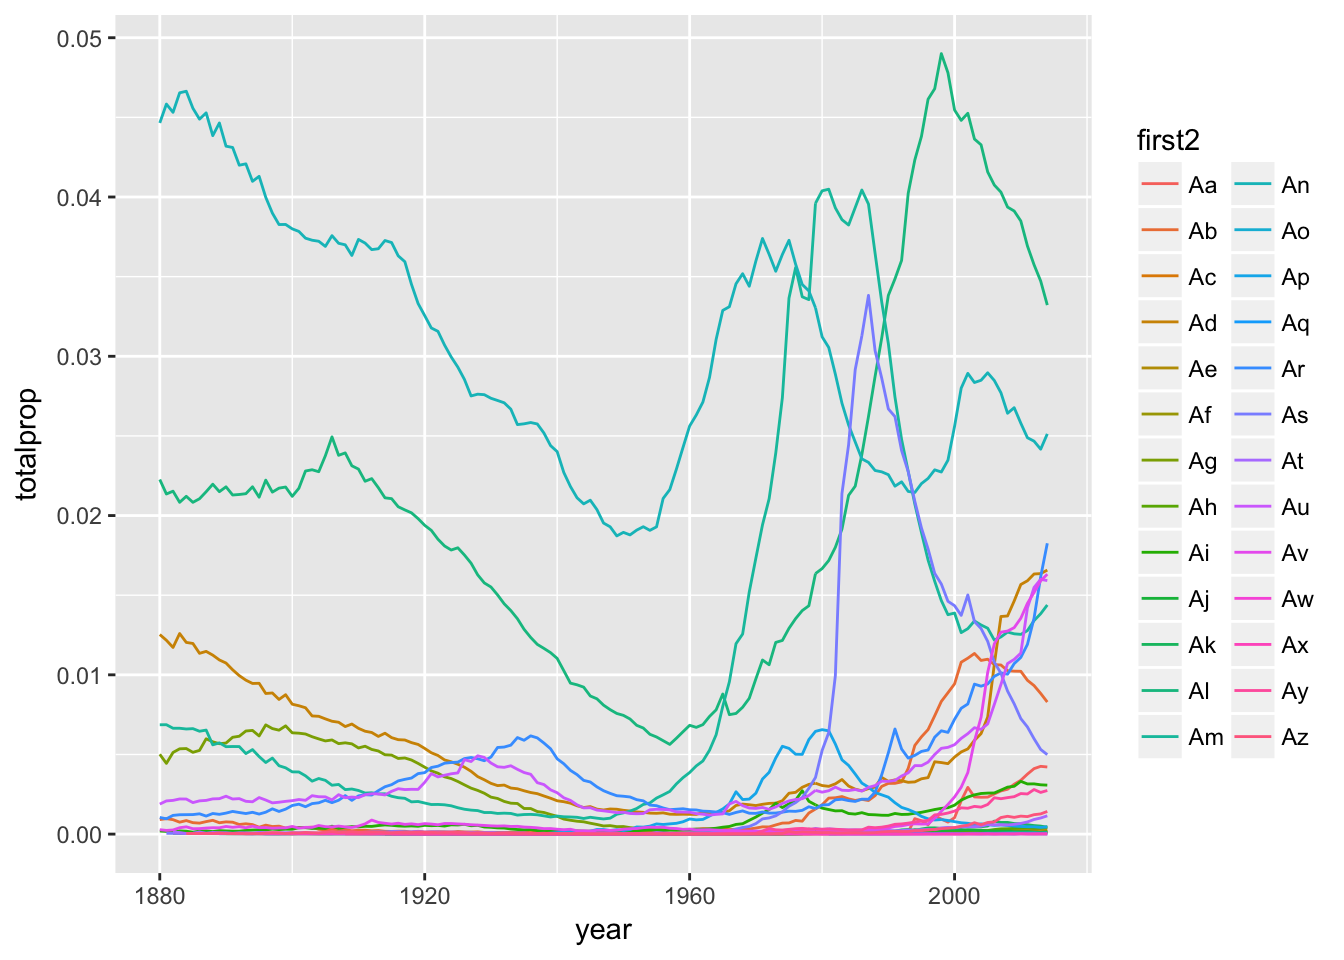 0.05
0.04
0.03
0.02
0.01
0.00
totalprop
1880 1920 1960 2000
year
first2
Aa An
Ab Ao
Ac Ap
Ad Aq
Ae Ar
Af As
Ag At
Ah Au
Ai Av
Aj Aw
Ak Ax
Al Ay
Am Az